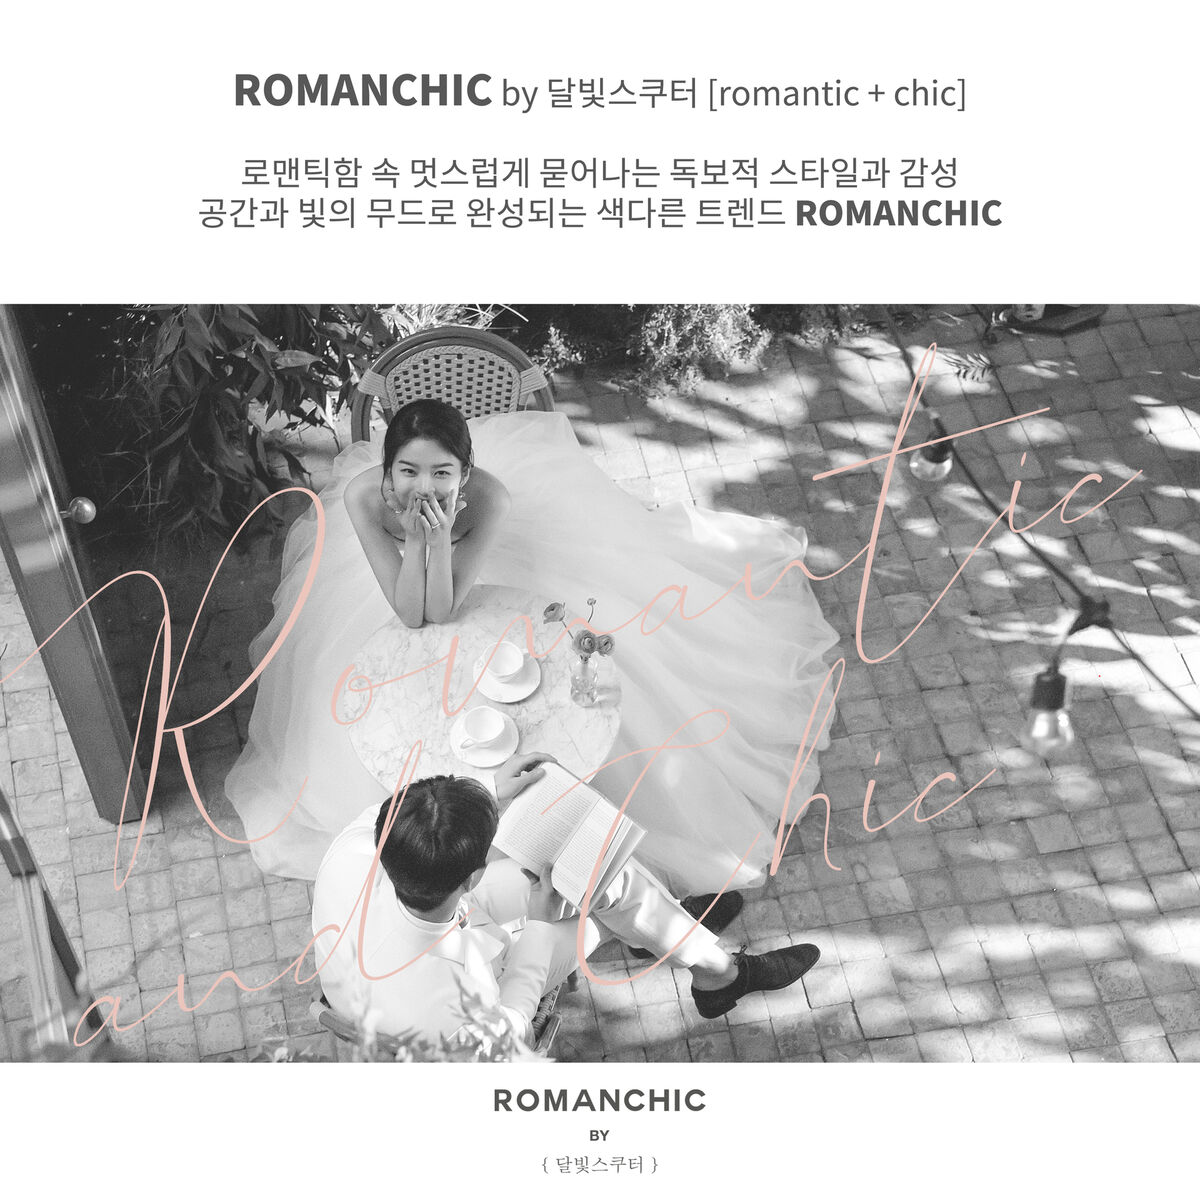 ROMANCHIC by 달빛스쿠터 [romantic + chic]
로맨틱함 속 멋스럽게 묻어나는 독보적 스타일과 감성
공간과 빛의 무드로 완성되는 색다른 트렌드 ROMANCHIC
Romantic
and Chic
ROMANCHIC
BY
{ 달빛스쿠터 }